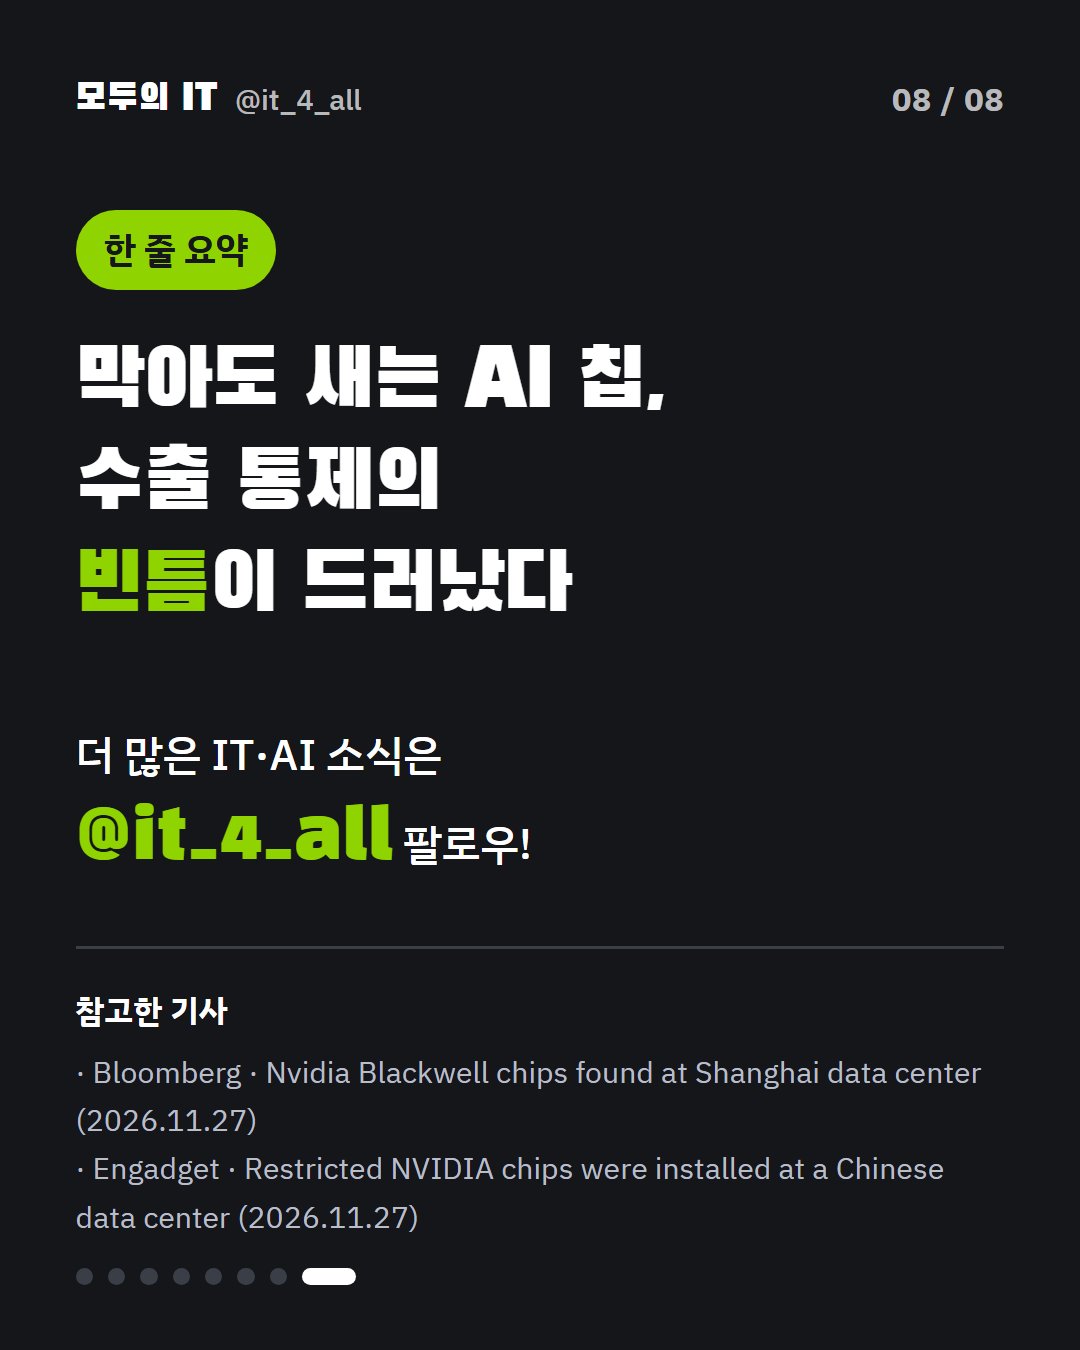 모두의 IT @it_4_all
08 / 08
한 줄 요약
막아도 새는 AI 칩,
수출 통제의
빈틈이 드러났다
더 많은 IT·AI 소식은
@it_4_all 팔로우!
참고한 기사
· Bloomberg · Nvidia Blackwell chips found at Shanghai data center
(2026.11.27)
· Engadget · Restricted NVIDIA chips were installed at a Chinese
data center (2026.11.27)